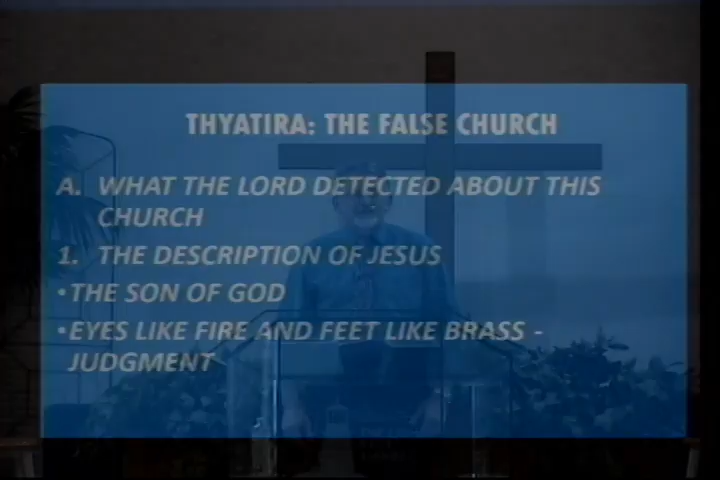 THYATIRA: THE FALSE CHURCH
A. WHAT THE LORD DETECTED ABOUT THIS
CHURCH
1. THE DESCRIPTION OF JESUS
•THE SON OF GOD
•EYES LIKE FIRE AND FEET LIKE BRASS -
JUDGMENT